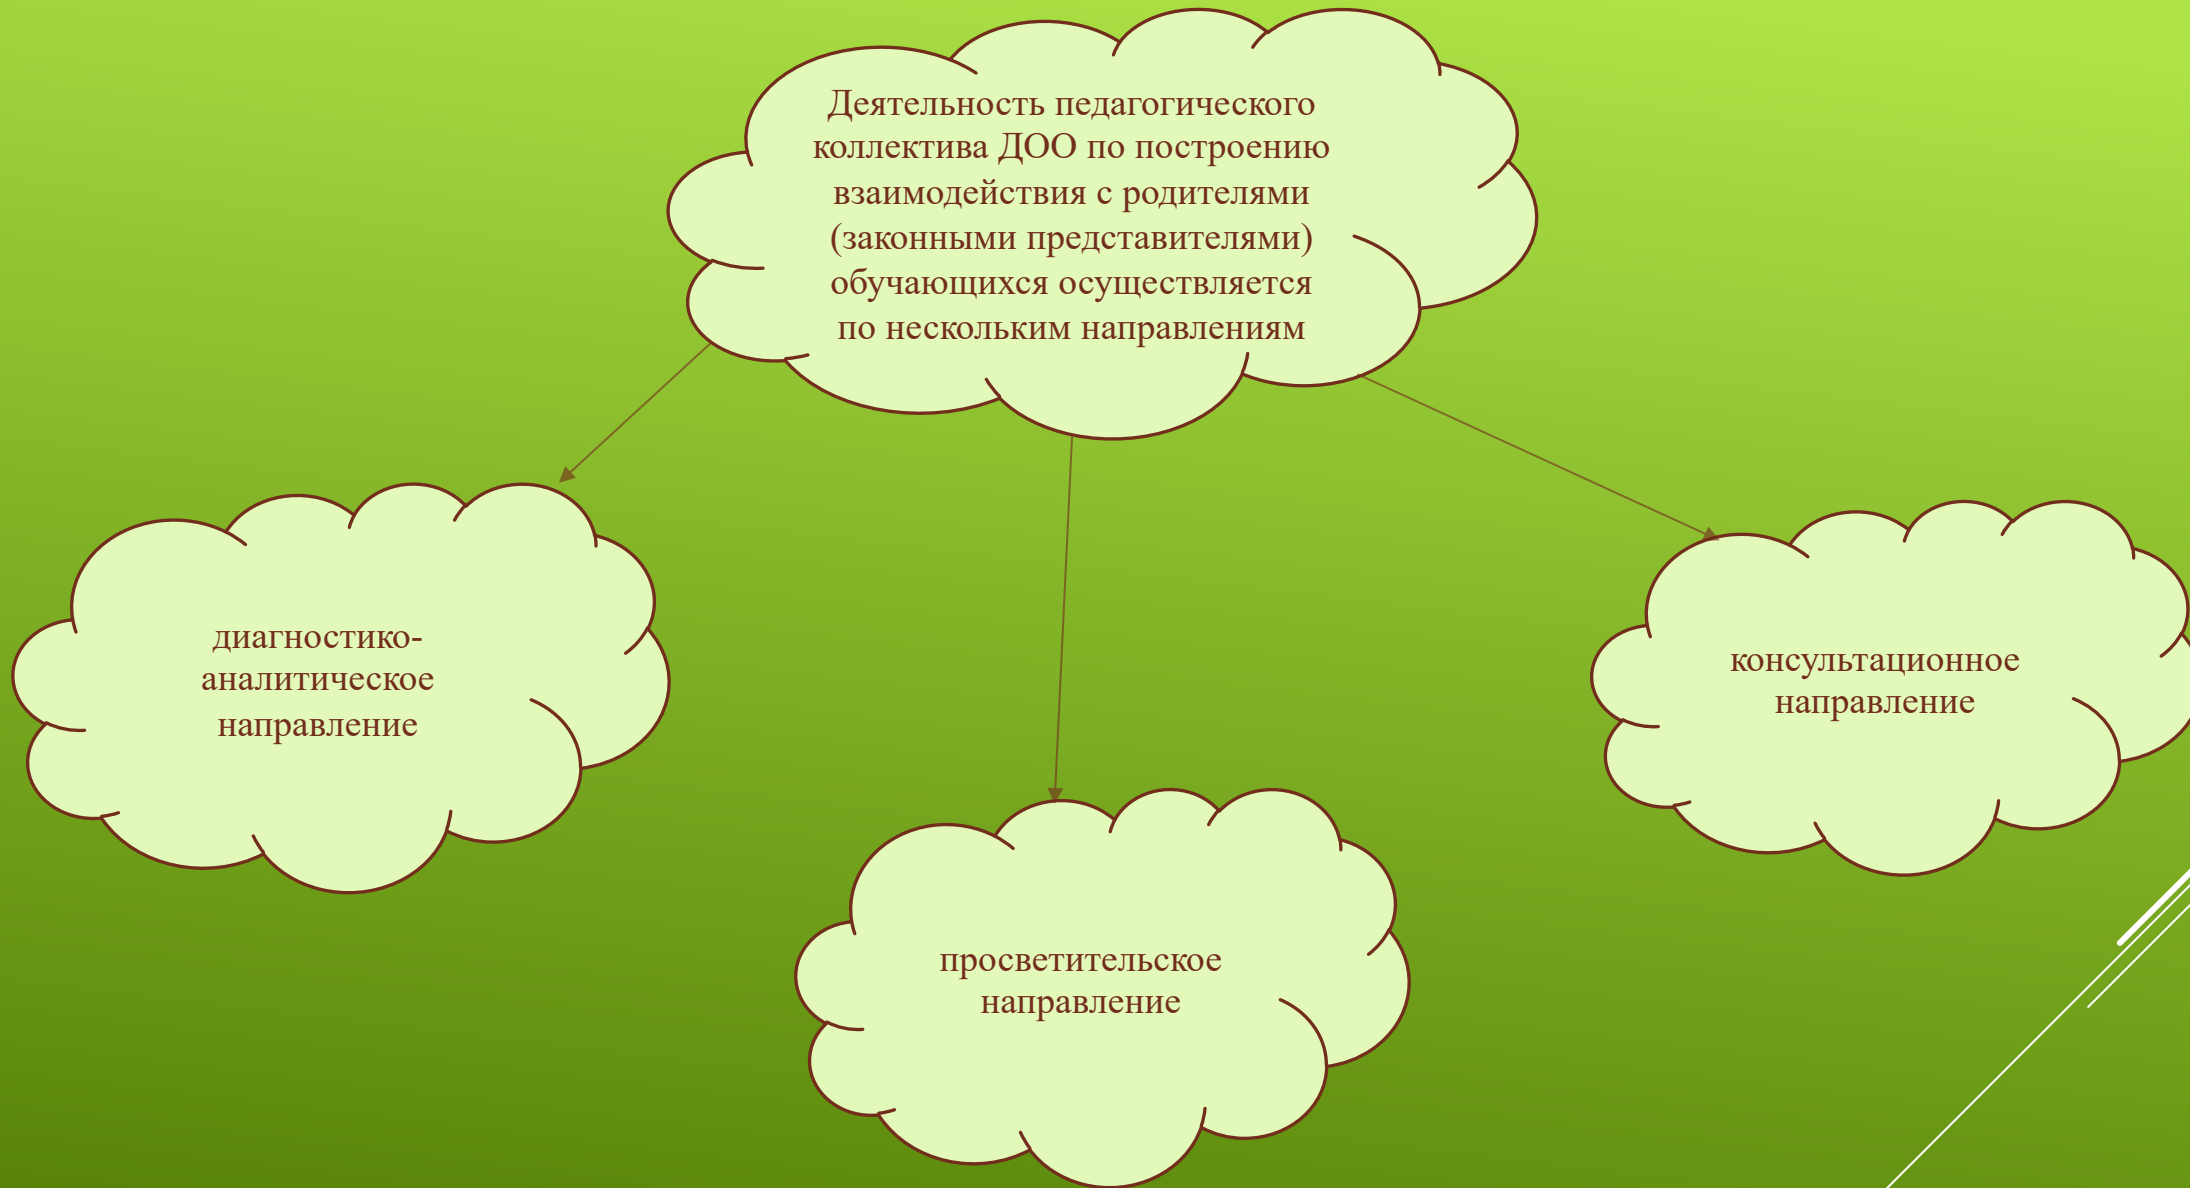 Деятельность педагогического
коллектива ДОО по построению
взаимодействия с родителями
(законными представителями)
обучающихся осуществляется
по нескольким направлениям
диагностико-
аналитическое
направление
консультационное
направление
просветительское
направление